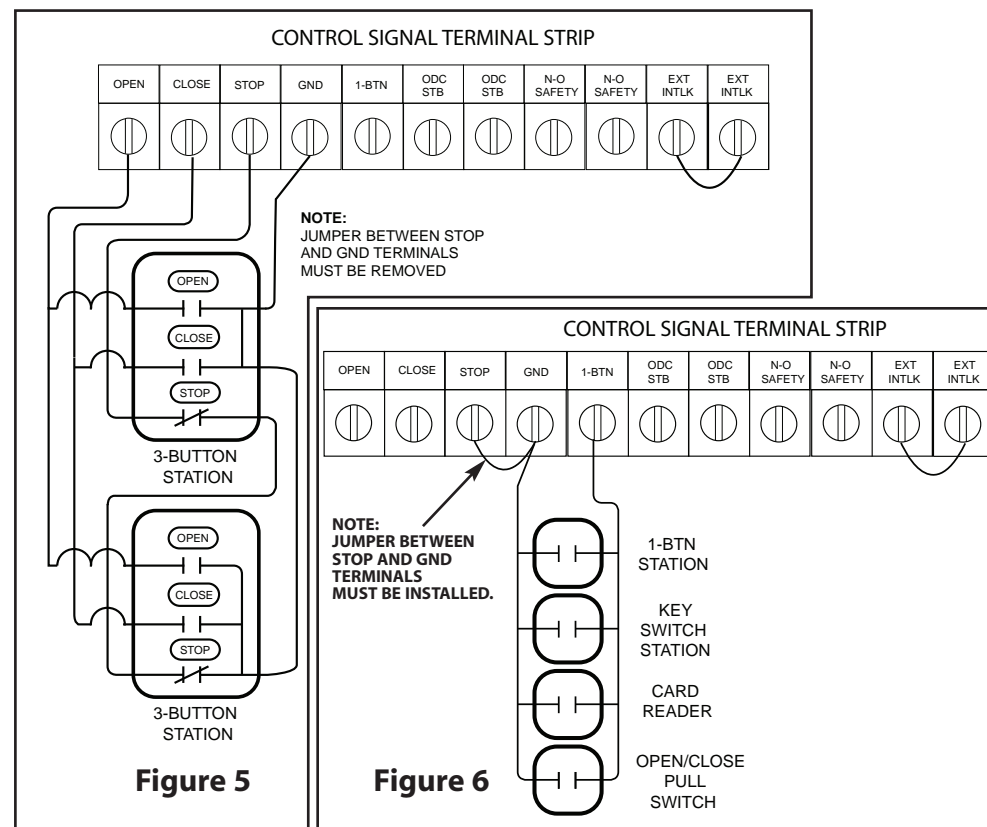 CONTROL SIGNAL TERMINAL STRIP
OPEN CLOSE STOP GND 1-BTN ODC STB ODC STB N-O SAFETY N-O SAFETY EXT INTLK EXT INTLK
NOTE:
JUMPER BETWEEN STOP
AND GND TERMINALS
MUST BE REMOVED
OPEN
CLOSE
STOP
3-BUTTON
STATION
OPEN
CLOSE
STOP
3-BUTTON
STATION
Figure 5
CONTROL SIGNAL TERMINAL STRIP
OPEN CLOSE STOP GND 1-BTN ODC STB ODC STB N-O SAFETY N-O SAFETY EXT INTLK EXT INTLK
NOTE:
JUMPER BETWEEN
STOP AND GND
TERMINALS
MUST BE INSTALLED.
1-BTN
STATION
KEY
SWITCH
STATION
CARD
READER
OPEN/CLOSE
PULL
SWITCH
Figure 6